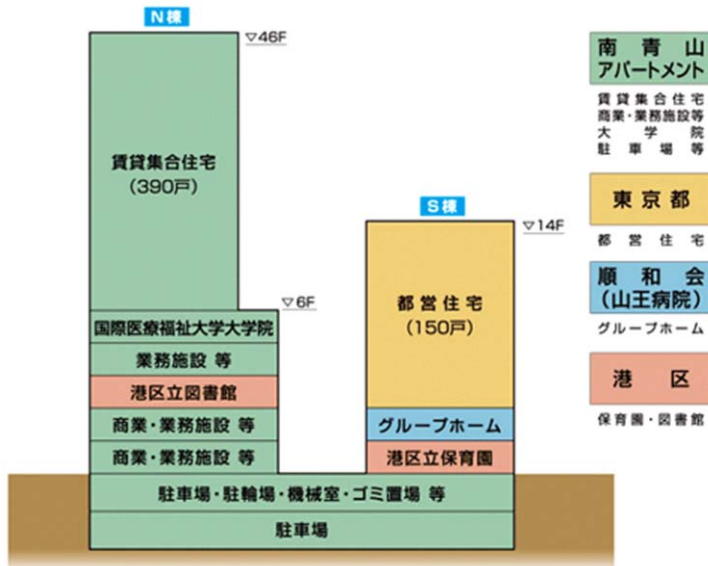 N棟
▽46F
賃貸集合住宅
(390戸)
▽6F
国際医療福祉大学大学院
業務施設 等
港区立図書館
商業・業務施設 等
商業・業務施設 等
S棟
▽14F
都営住宅
(150戸)
グループホーム
港区立保育園
駐車場・駐輪場・機械室・ゴミ置場 等
駐車場
南青山
アパートメント
賃貸集合住宅
商業・業務施設等
大学院
駐車場等
東京都
都営住宅
順和会
(山王病院)
グループホーム
港区
保育園・図書館